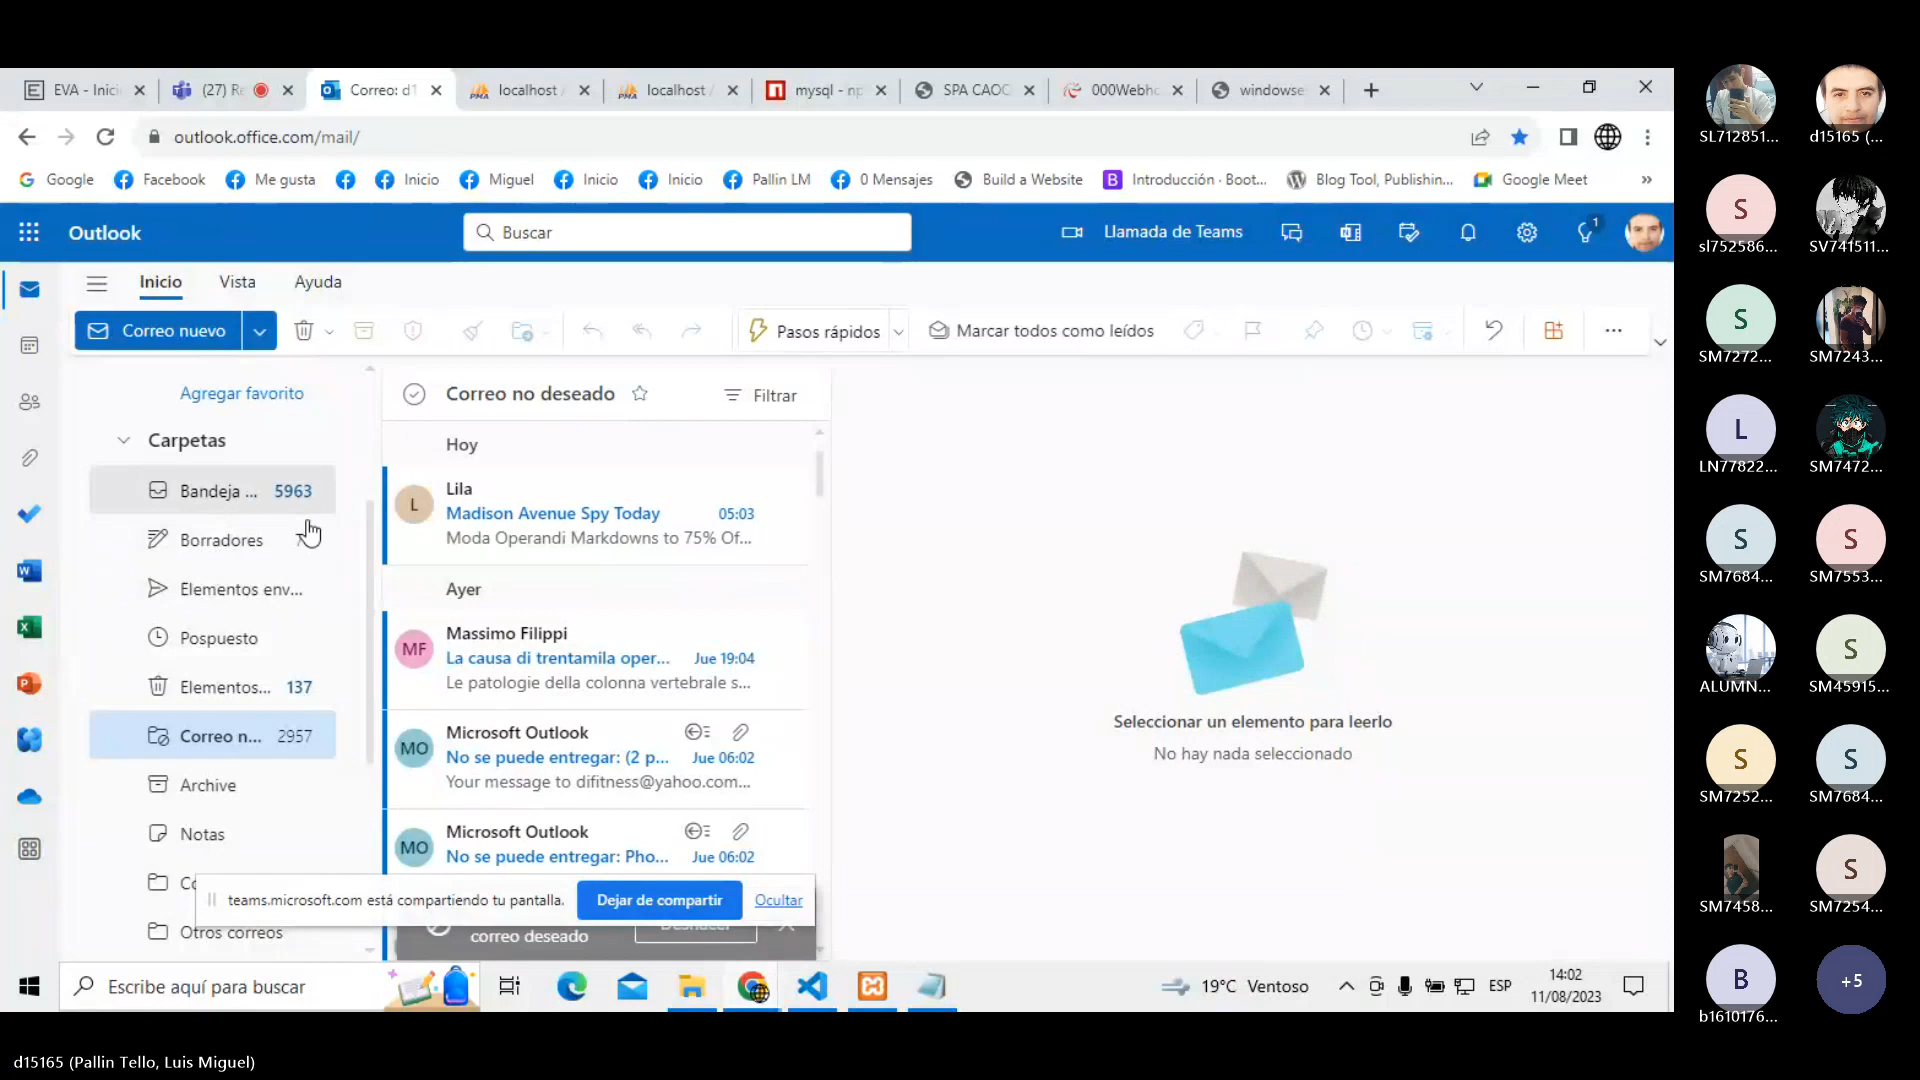 EVA - Inici
(27) Re
Correo: d1
localhost /
localhost /
mysql - np
SPA CAOC
000Webho
windowse
outlook.office.com/mail/
Google
Facebook
Me gusta
Inicio
Miguel
Inicio
Inicio
Pallin LM
0 Mensajes
Build a Website
Introducción · Boot...
Blog Tool, Publishin...
Google Meet
»
Outlook
Buscar
Llamada de Teams
1
Inicio
Vista
Ayuda
Correo nuevo
Pasos rápidos
Marcar todos como leídos
Agregar favorito
Carpetas
Bandeja ... 5963
Borradores
Elementos env...
Pospuesto
Elementos... 137
Correo n... 2957
Archive
Notas
Otros correos
Correo no deseado
Filtrar
Hoy
L
Lila
Madison Avenue Spy Today 05:03
Moda Operandi Markdowns to 75% Of...
Ayer
MF
Massimo Filippi
La causa di trentamila oper... Jue 19:04
Le patologie della colonna vertebrale s...
MO
Microsoft Outlook
No se puede entregar: (2 p... Jue 06:02
Your message to difitness@yahoo.com...
MO
Microsoft Outlook
No se puede entregar: Pho... Jue 06:02
teams.microsoft.com está compartiendo tu pantalla.
Dejar de compartir
Ocultar
correo deseado
Seleccionar un elemento para leerlo
No hay nada seleccionado
Escribe aquí para buscar
19°C Ventoso
ESP
14:02
11/08/2023
SL712851...
d15165 (...
S
sl752586...
SV741511...
S
SM7272...
SM7243...
L
LN77822...
SM7472...
S
SM7684...
S
SM7553...
ALUMN...
S
SM45915...
S
SM7252...
S
SM7684...
SM7458...
S
SM7254...
B
b1610176...
+5
d15165 (Pallin Tello, Luis Miguel)